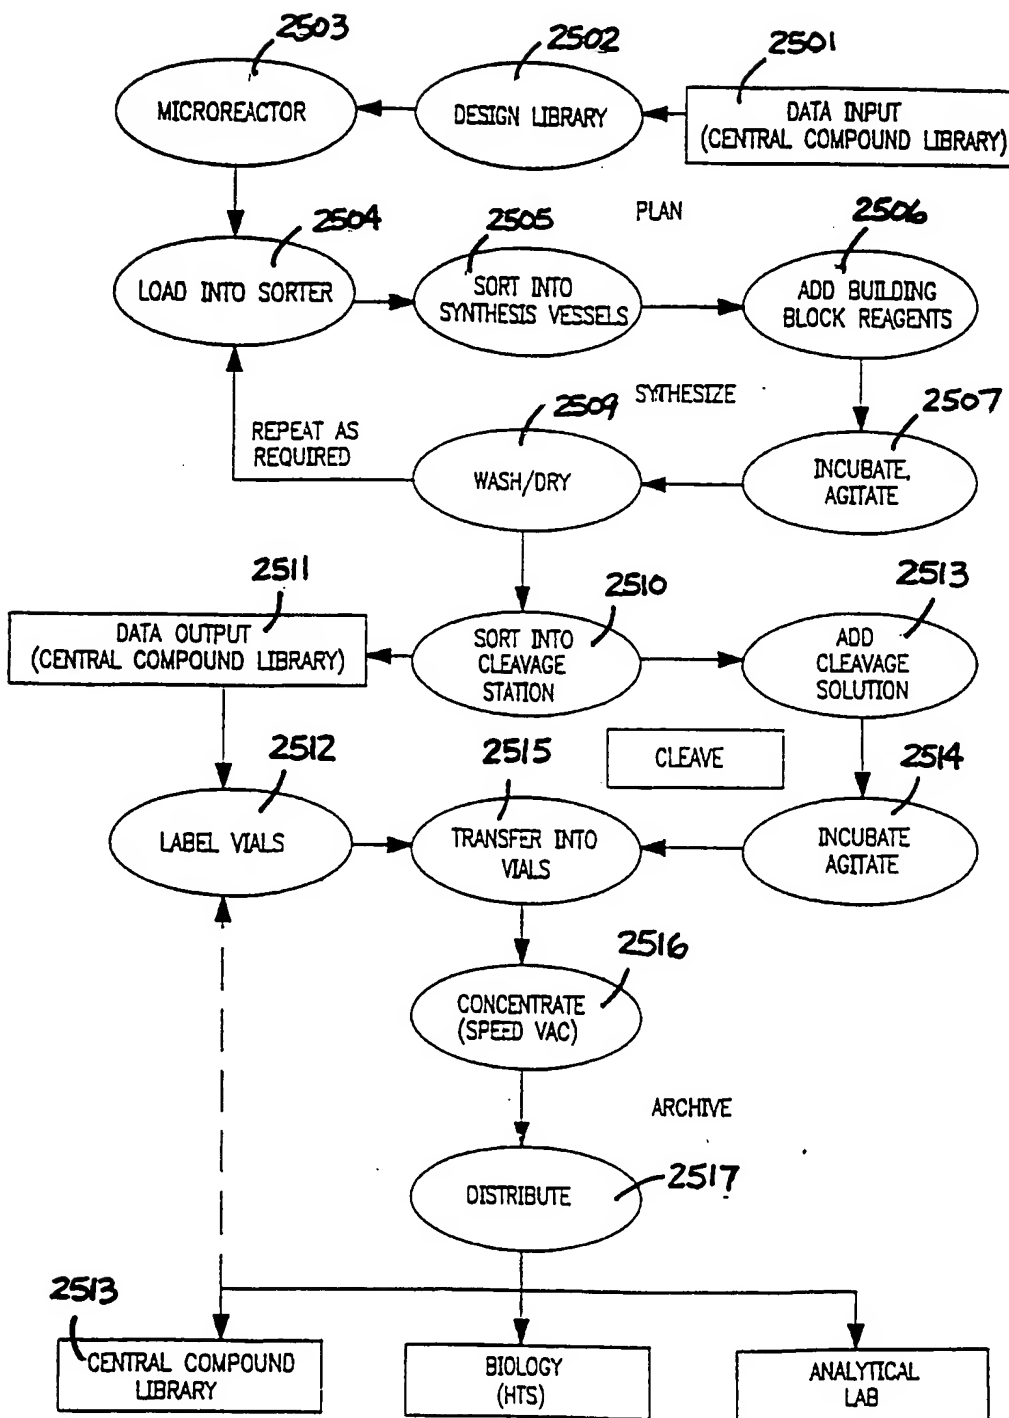 2503
2502
2501
MICROREACTOR
DESIGN LIBRARY
DATA INPUT
(CENTRAL COMPOUND LIBRARY)
PLAN
2504
2505
2506
LOAD INTO SORTER
SORT INTO
SYNTHESIS VESSELS
ADD BUILDING
BLOCK REAGENTS
SYTHESIZE
2509
2507
REPEAT AS
REQUIRED
WASH/DRY
INCUBATE,
AGITATE
2511
2510
2513
DATA OUTPUT
(CENTRAL COMPOUND LIBRARY)
SORT INTO
CLEAVAGE
STATION
ADD
CLEAVAGE
SOLUTION
CLEAVE
2512
2515
2514
LABEL VIALS
TRANSFER INTO
VIALS
INCUBATE
AGITATE
2516
CONCENTRATE
(SPEED VAC)
ARCHIVE
2517
DISTRIBUTE
2513
CENTRAL COMPOUND
LIBRARY
BIOLOGY
(HTS)
ANALYTICAL
LAB